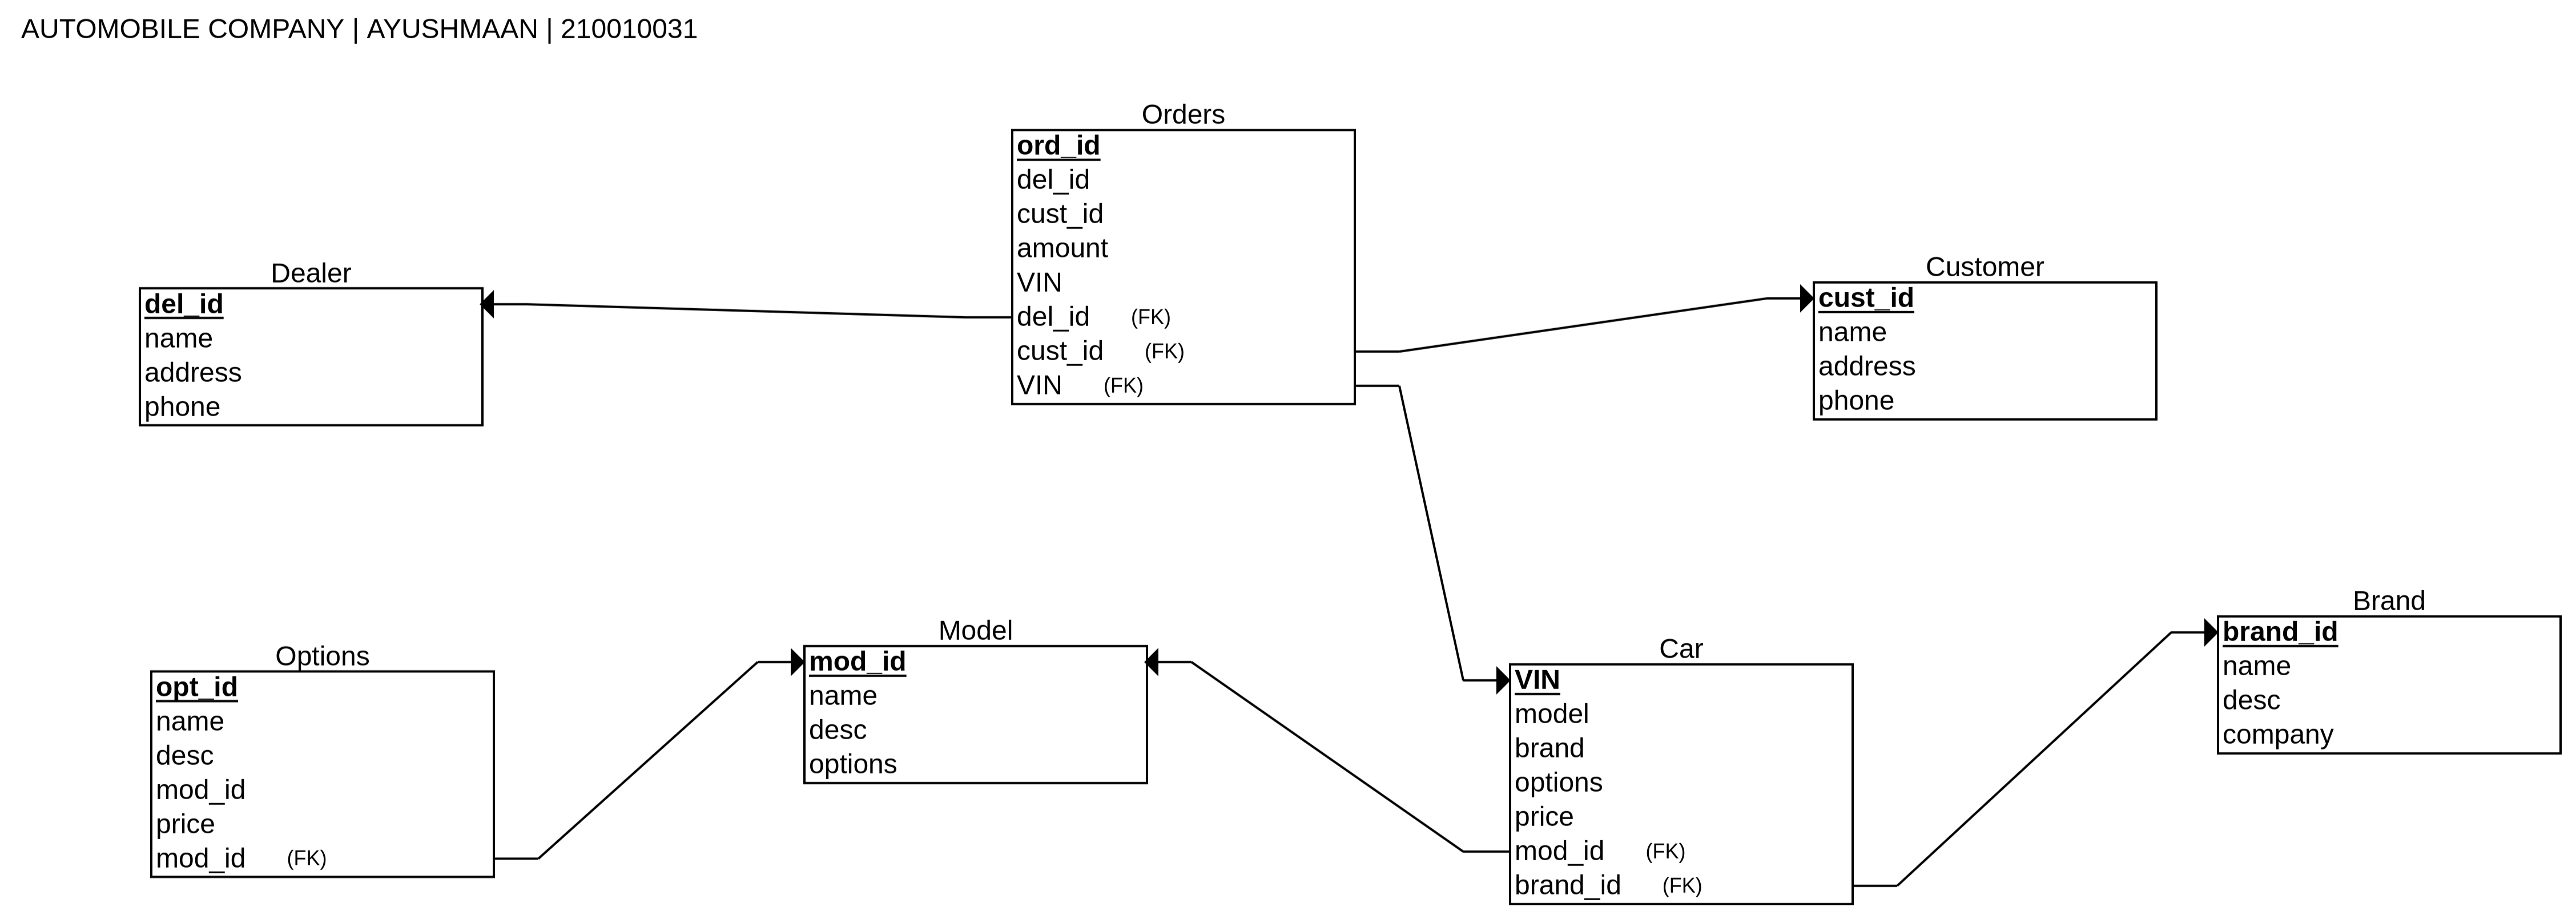 AUTOMOBILE COMPANY | AYUSHMAAN | 210010031
Orders
ord_id
del_id
cust_id
amount
VIN
del_id (FK)
cust_id (FK)
VIN (FK)
Dealer
del_id
name
address
phone
Customer
cust_id
name
address
phone
Options
opt_id
name
desc
mod_id
price
mod_id (FK)
Model
mod_id
name
desc
options
Car
VIN
model
brand
options
price
mod_id (FK)
brand_id (FK)
Brand
brand_id
name
desc
company